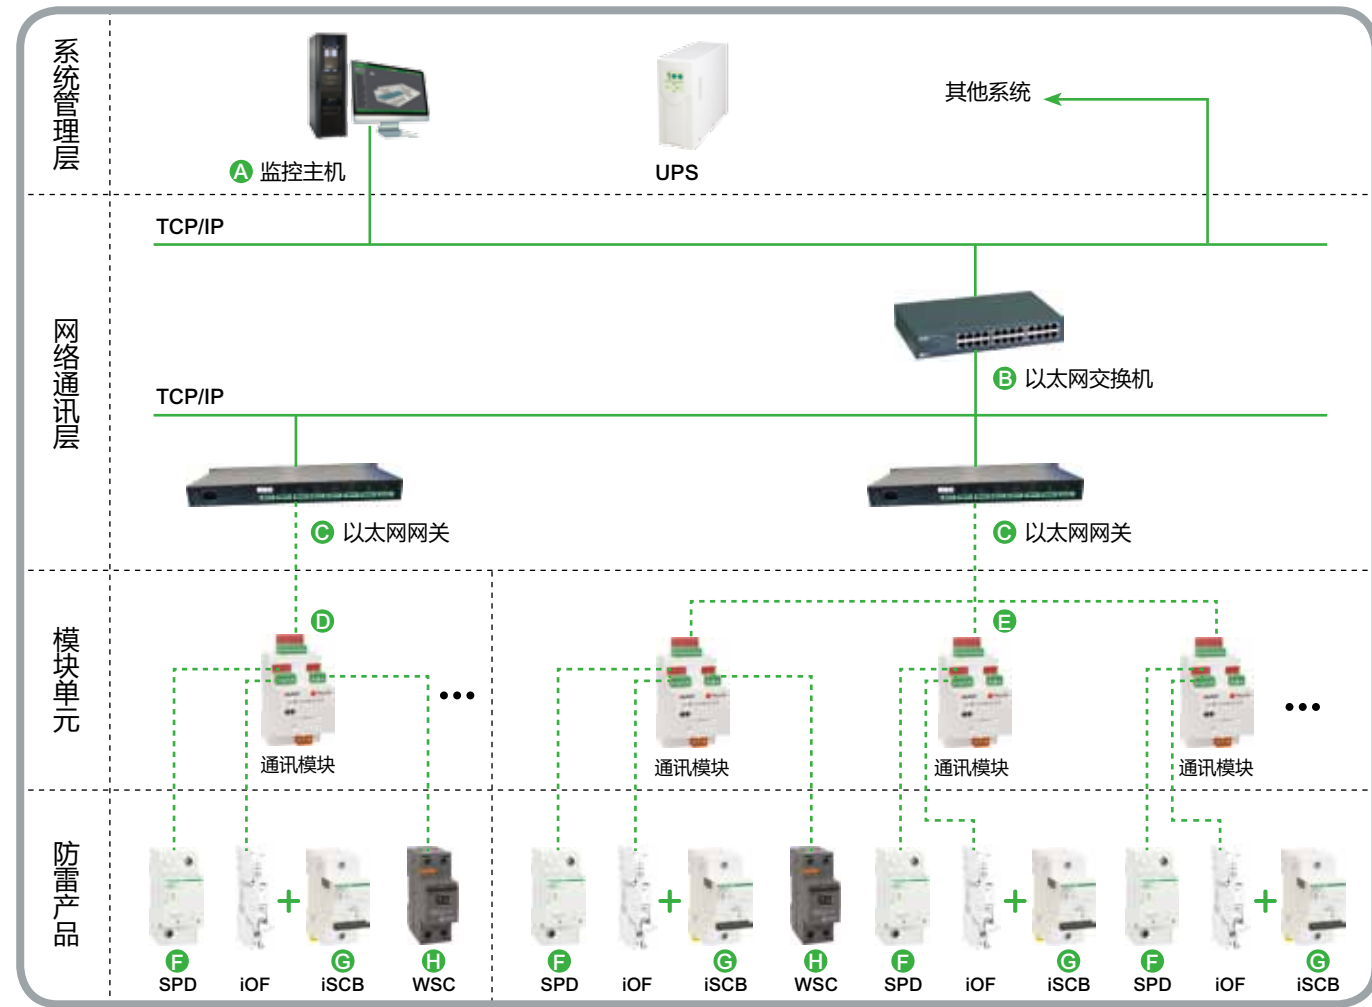 系统管理层
A 监控主机
UPS
其他系统
网络通讯层
TCP/IP
B 以太网交换机
TCP/IP
C 以太网网关
C 以太网网关
模块单元
D
E
•••
•••
通讯模块
通讯模块
通讯模块
通讯模块
防雷产品
+
+
+
+
F
G
H
F
G
H
F
G
F
G
SPD
iOF
iSCB
WSC
SPD
iOF
iSCB
WSC
SPD
iOF
iSCB
SPD
iOF
iSCB